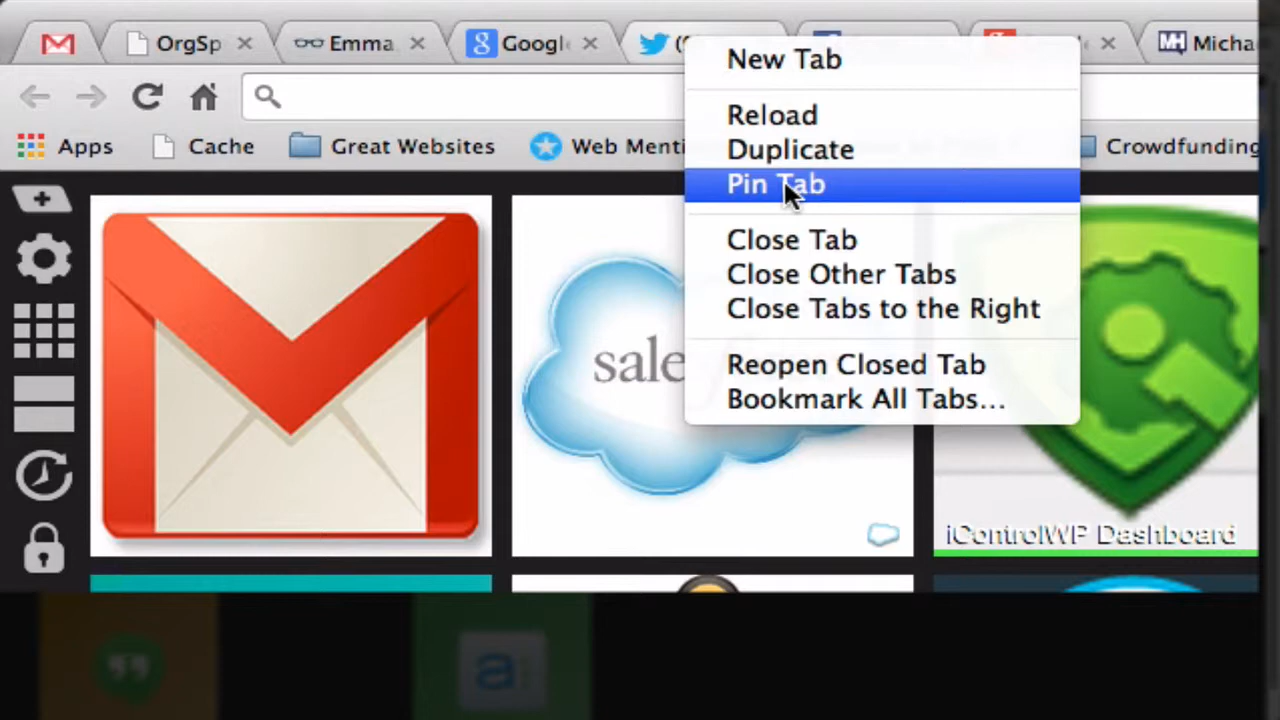 OrgSp
Emma
Googl
Micha
New Tab
Reload
Duplicate
Pin Tab
Close Tab
Close Other Tabs
Close Tabs to the Right
Reopen Closed Tab
Bookmark All Tabs...
Apps
Cache
Great Websites
Web Menti
Crowdfunding
sale
iControlWP Dashboard